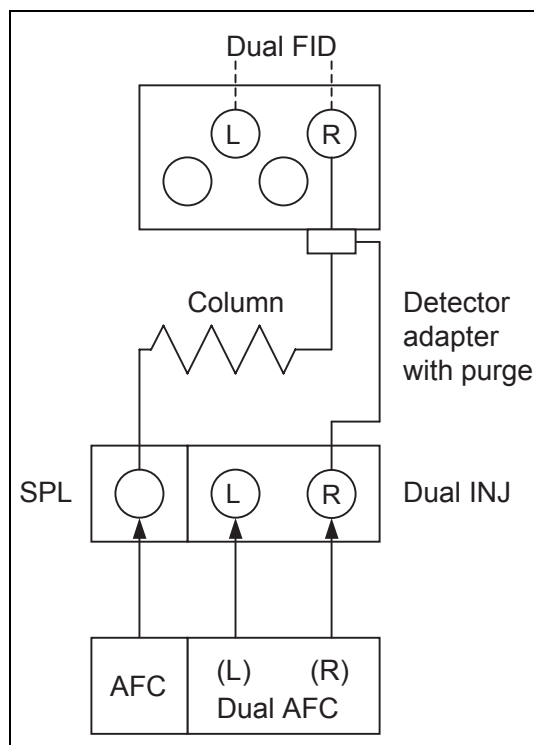 Dual FID
L
R
Column
Detector
adapter
with purge
SPL
L
R
Dual INJ
AFC
(L)
(R)
Dual AFC